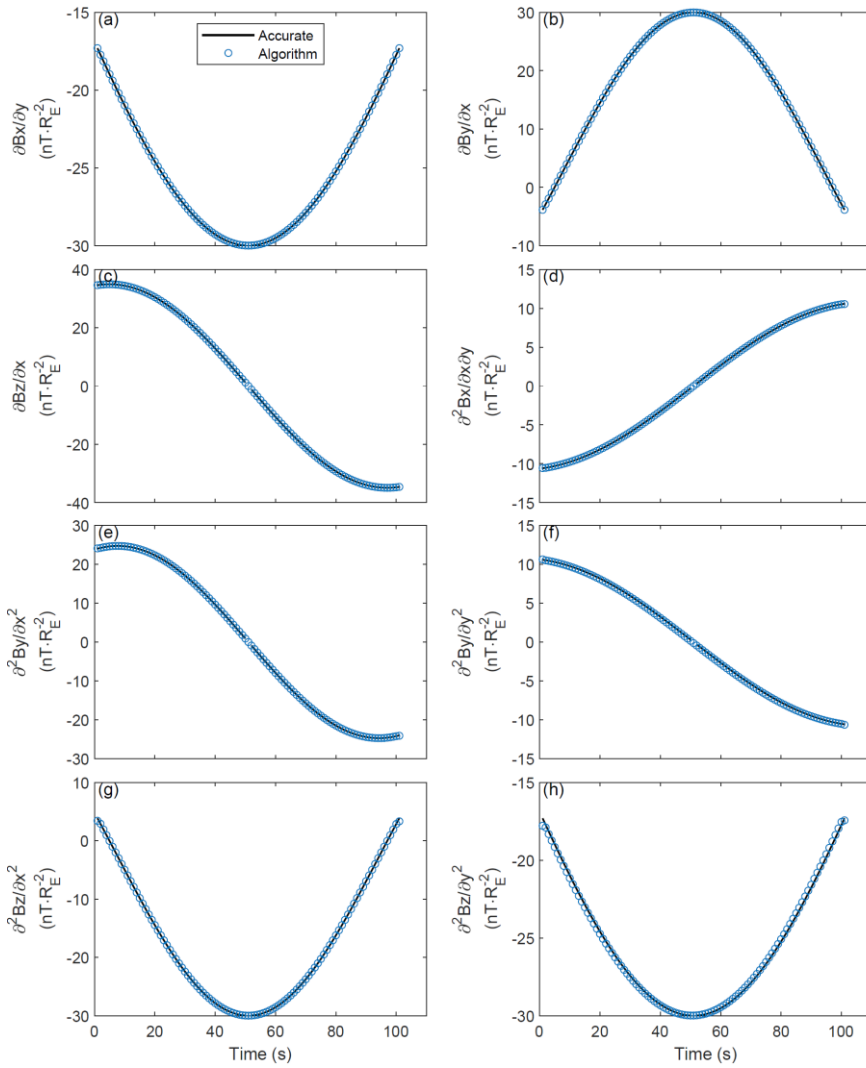 (a)
Accurate
Algorithm
-15
-20
-25
-30
∂Bx/∂y
(nT·R_E^-2)
(b)
30
20
10
0
-10
∂By/∂x
(nT·R_E^-2)
(c)
40
20
0
-20
-40
∂Bz/∂x
(nT·R_E^-2)
(d)
15
10
5
0
-5
-10
-15
∂²Bx/∂x∂y
(nT·R_E^-2)
(e)
30
20
10
0
-10
-20
-30
∂²By/∂x²
(nT·R_E^-2)
(f)
15
10
5
0
-5
-10
-15
∂²By/∂y²
(nT·R_E^-2)
(g)
10
0
-10
-20
-30
∂²Bz/∂x²
(nT·R_E^-2)
0 20 40 60 80 100
Time (s)
(h)
-15
-20
-25
-30
∂²Bz/∂y²
(nT·R_E^-2)
0 20 40 60 80 100
Time (s)